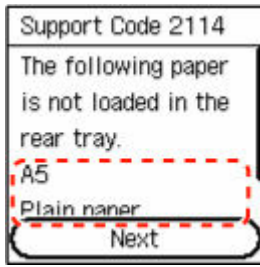 Support Code 2114
The following paper
is not loaded in the
rear tray.
A5
Plain paper
Next